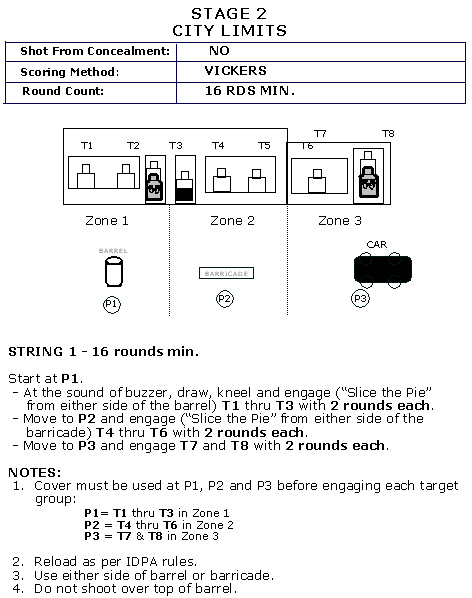 STAGE 2
CITY LIMITS
Shot From Concealment: NO
Scoring Method: VICKERS
Round Count: 16 RDS MIN.
T7 T8
T1 T2 T3 T4 T5 T6
Zone 1 Zone 2 Zone 3
CAR
BARREL
BARRICADE
P1 P2 P3
STRING 1 - 16 rounds min.
Start at P1.
– At the sound of buzzer, draw, kneel and engage (“Slice the Pie”
from either side of the barrel) T1 thru T3 with 2 rounds each.
– Move to P2 and engage (“Slice the Pie” from either side of the
barricade) T4 thru T6 with 2 rounds each.
– Move to P3 and engage T7 and T8 with 2 rounds each.
NOTES:
1. Cover must be used at P1, P2 and P3 before engaging each target
group:
P1= T1 thru T3 in Zone 1
P2 = T4 thru T6 in Zone 2
P3 = T7 & T8 in Zone 3
2. Reload as per IDPA rules.
3. Use either side of barrel or barricade.
4. Do not shoot over top of barrel.